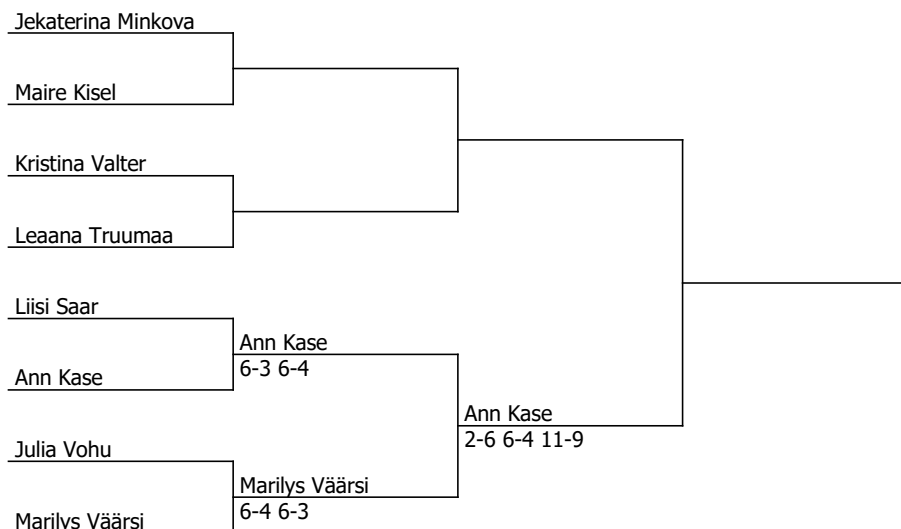 Jekaterina Minkova
Maire Kisel
Kristina Valter
Leaana Truumaa
Liisi Saar
Ann Kase
6-3 6-4
Ann Kase
Ann Kase
2-6 6-4 11-9
Julia Vohu
Marilys Väärsi
6-4 6-3
Marilys Väärsi